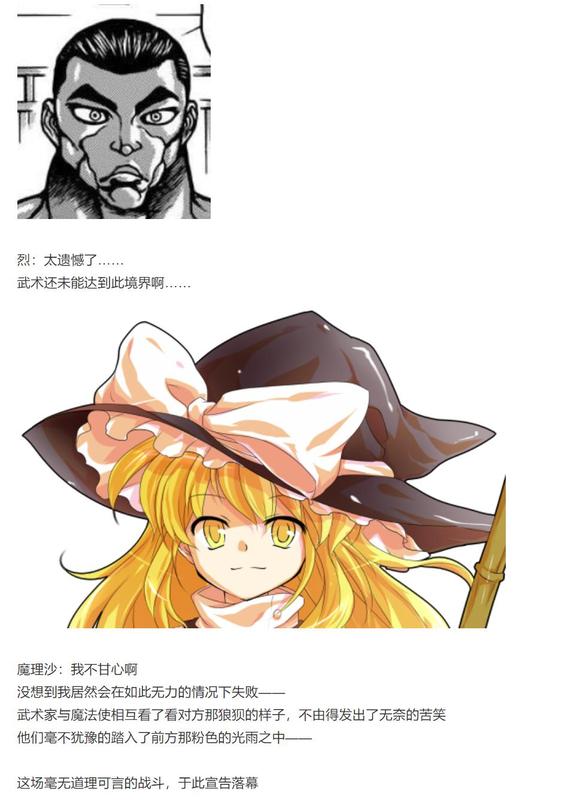 烈：太遗憾了……
武术还未能达到此境界啊……
魔理沙：我不甘心啊
没想到我居然会在如此无力的情况下失败——
武术家与魔法使相互看了看对方那狼狈的样子，不由得发出了无奈的苦笑
他们毫不犹豫的踏入了前方那粉色的光雨之中——
这场毫无道理可言的战斗，于此宣告落幕